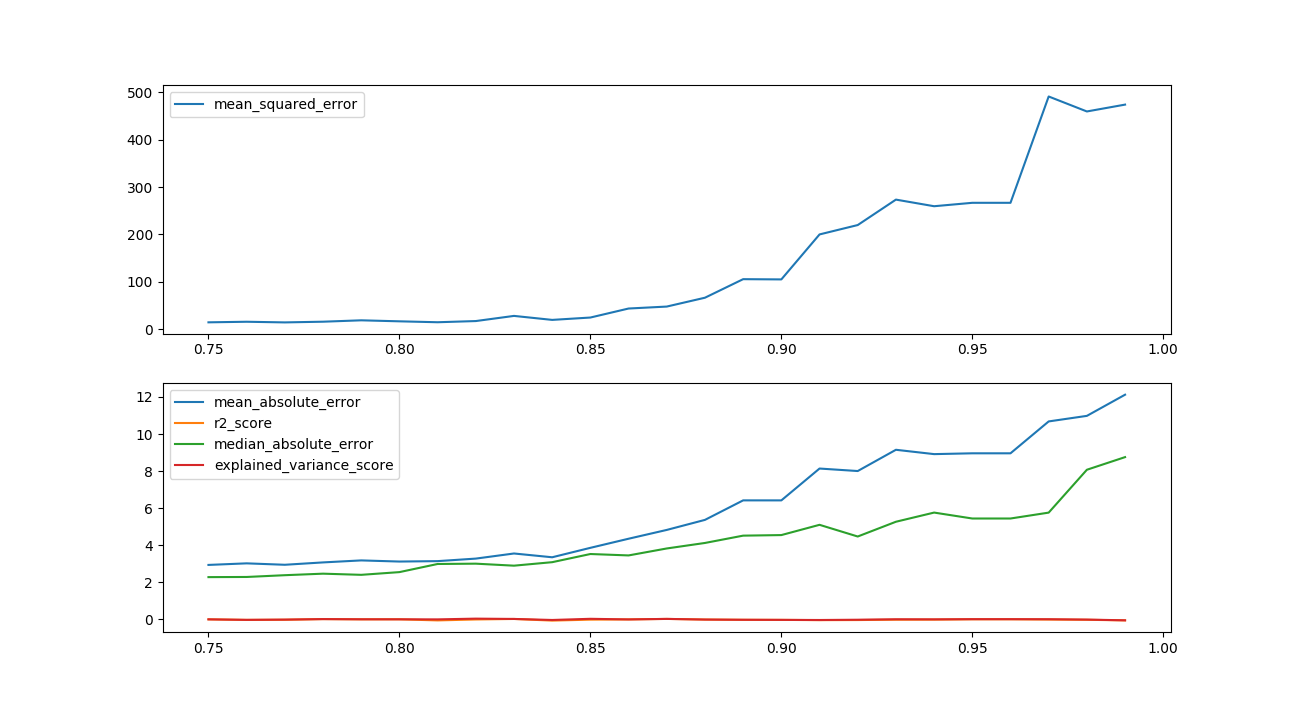 mean_squared_error
500
400
300
200
100
0
0.75 0.80 0.85 0.90 0.95 1.00
mean_absolute_error
r2_score
median_absolute_error
explained_variance_score
12
10
8
6
4
2
0
0.75 0.80 0.85 0.90 0.95 1.00